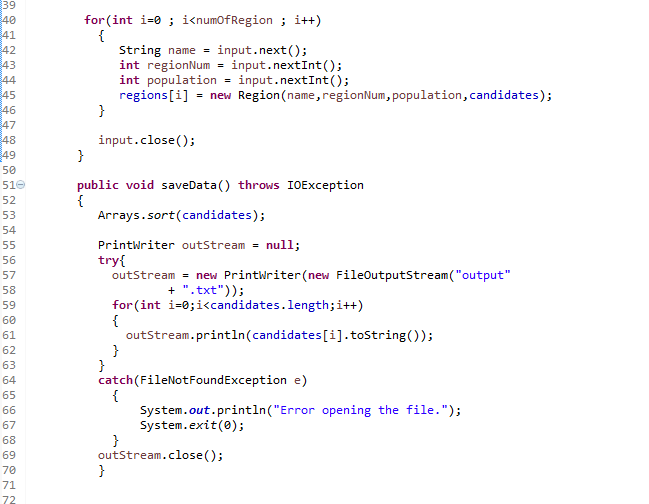 39
40 for(int i=0 ; i<numOfRegion ; i++)
41 {
42 String name = input.next();
43 int regionNum = input.nextInt();
44 int population = input.nextInt();
45 regions[i] = new Region(name,regionNum,population,candidates);
46 }
47
48 input.close();
49 }
50
51 public void saveData() throws IOException
52 {
53 Arrays.sort(candidates);
54
55 PrintWriter outStream = null;
56 try{
57 outStream = new PrintWriter(new FileOutputStream("output"
58 + ".txt"));
59 for(int i=0;i<candidates.length;i++)
60 {
61 outStream.println(candidates[i].toString());
62 }
63 }
64 catch(FileNotFoundException e)
65 {
66 System.out.println("Error opening the file.");
67 System.exit(0);
68 }
69 outStream.close();
70 }
71
72